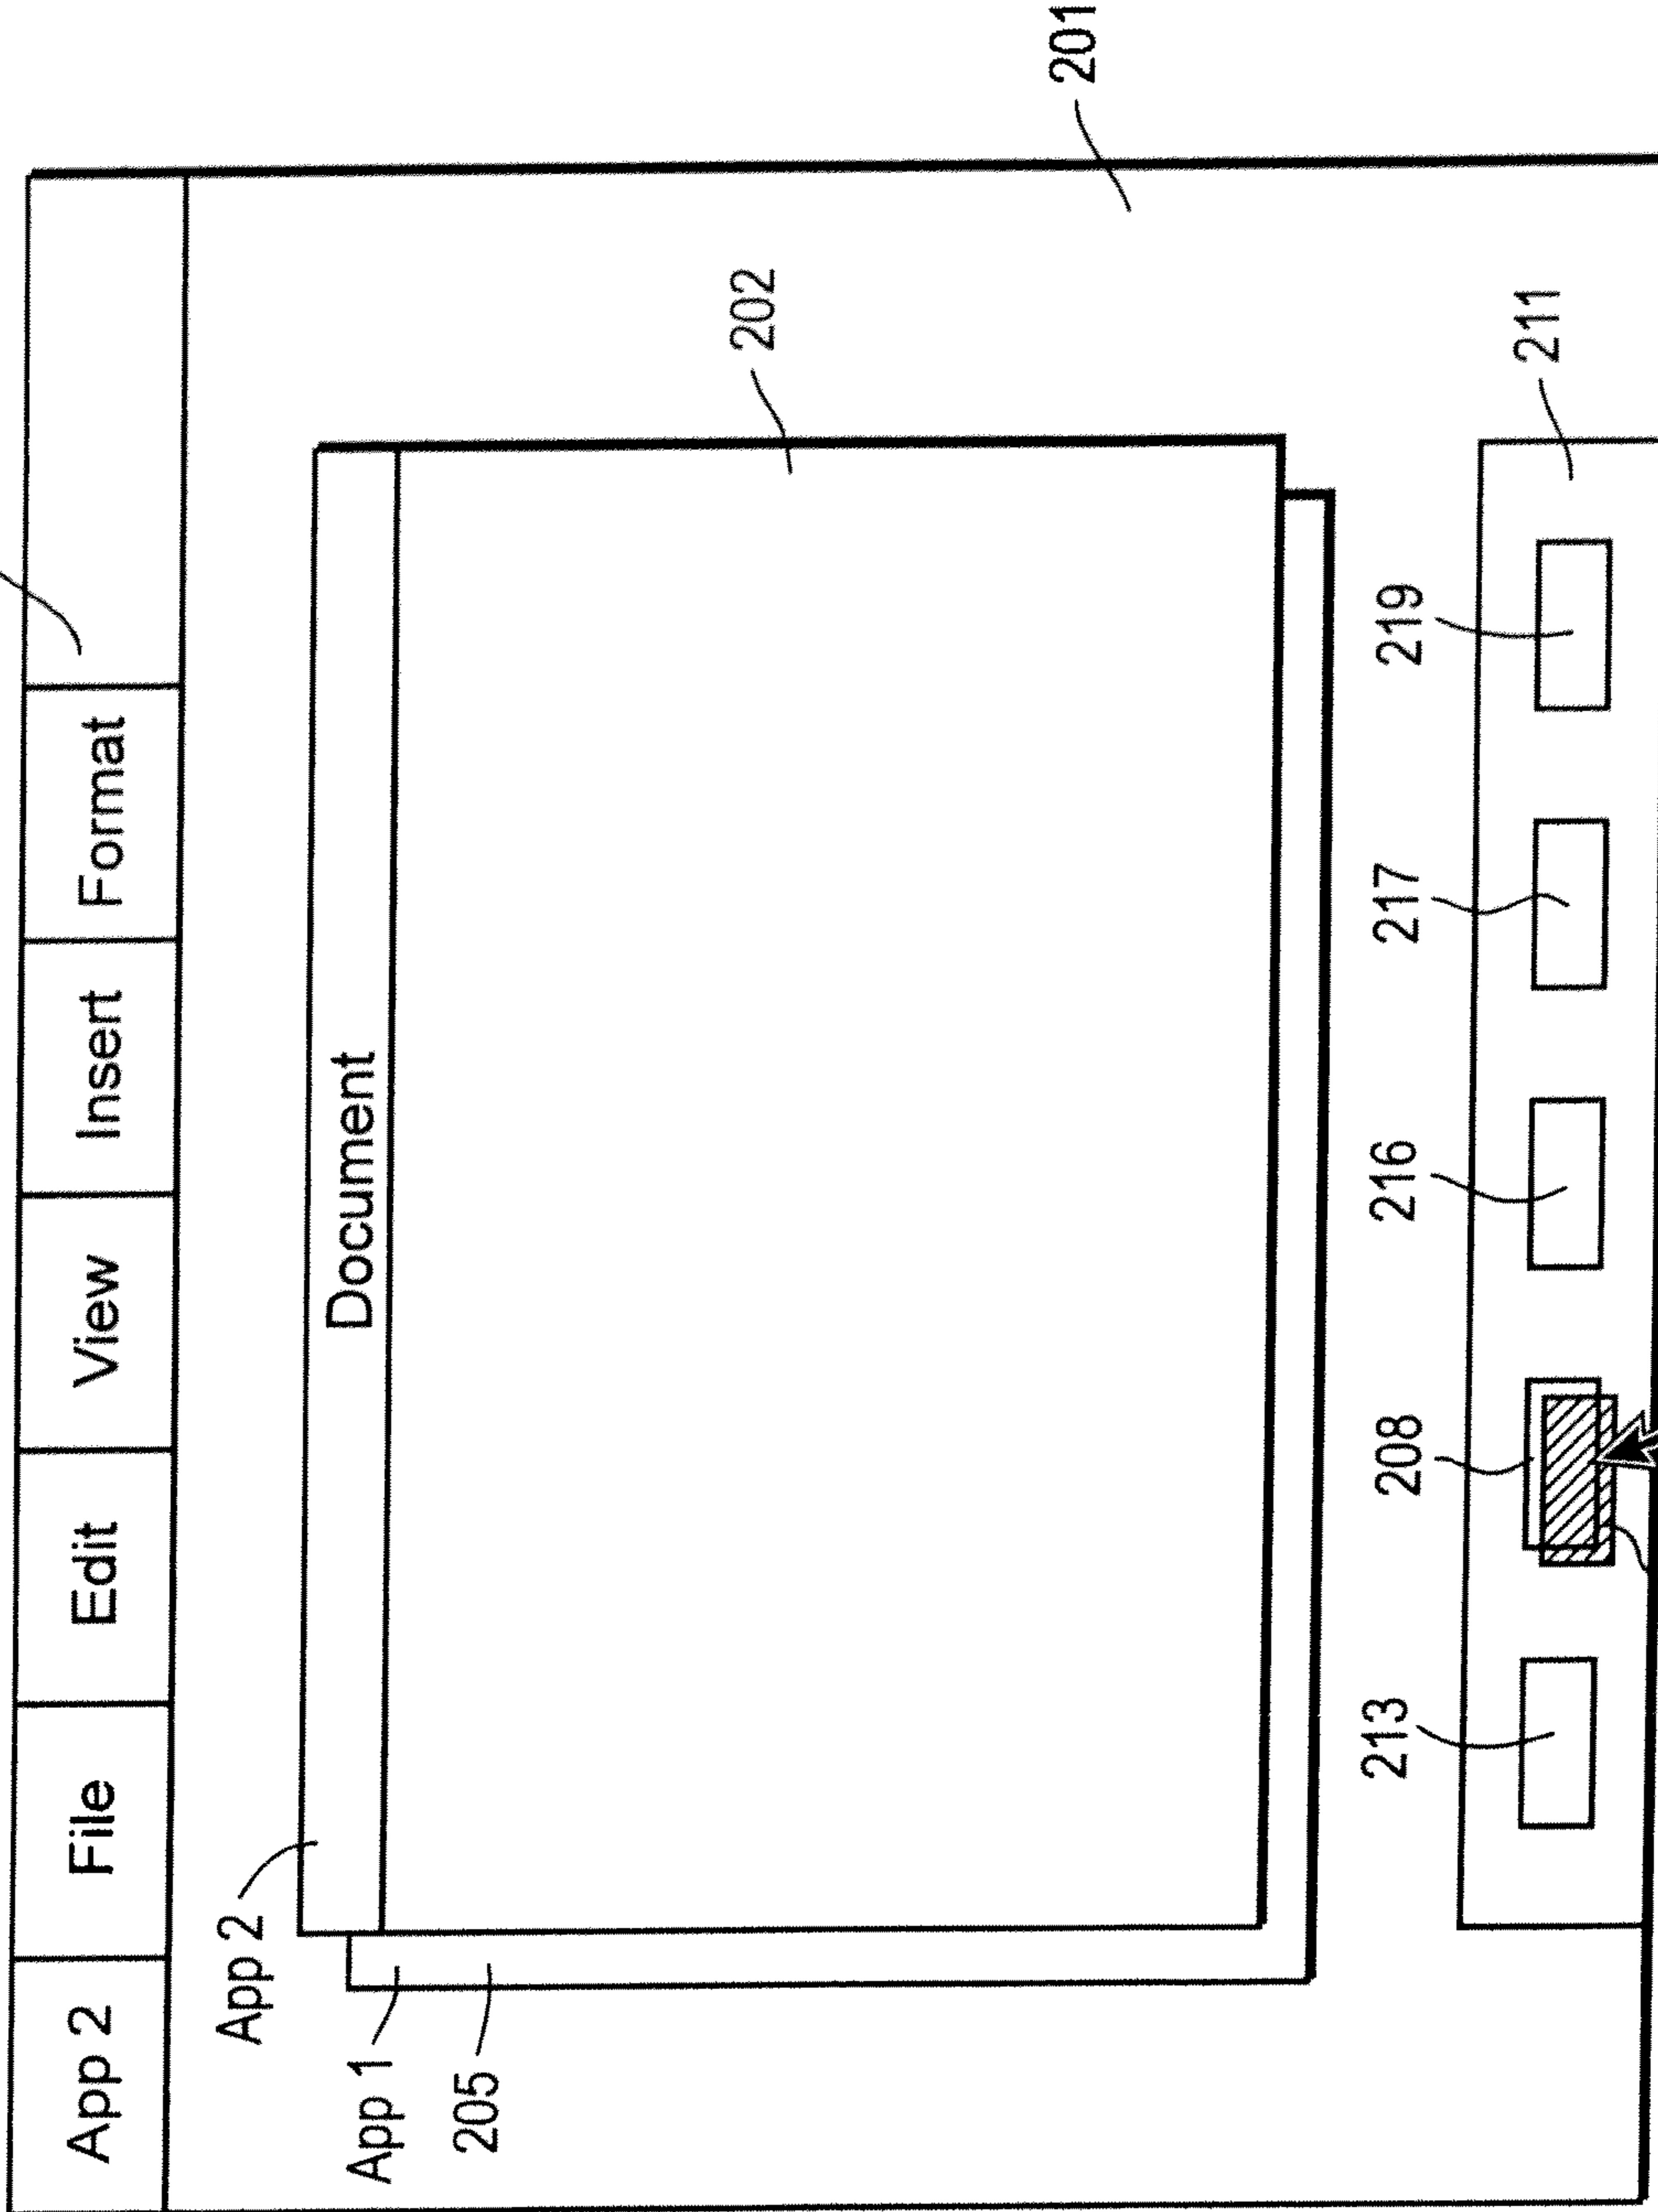 App 2 File Edit View Insert Format
201
App 2
Document
App 1
205
202
211
213 208 216 217 219